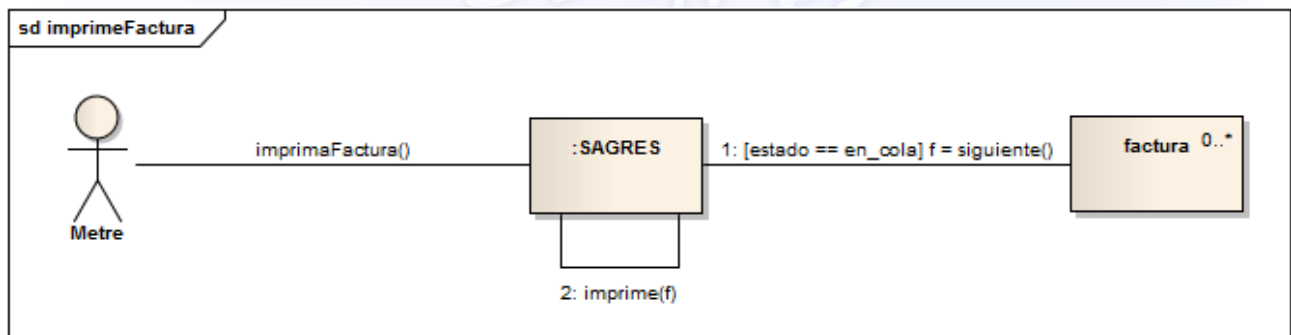 sd imprimeFactura
imprimaFactura()
:SAGRES
1: [estado == en_cola] f = siguiente()
factura 0..*
Metre
2: imprime(f)